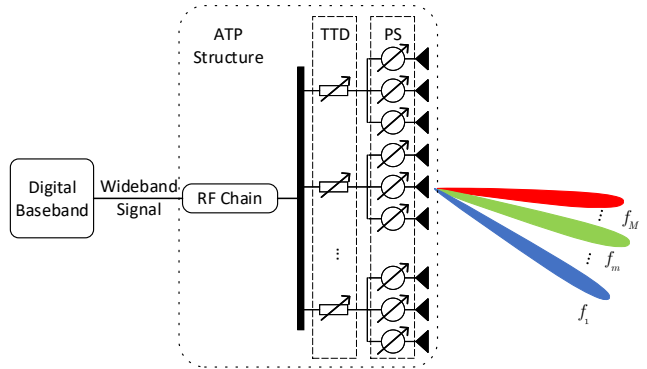 ATP
Structure
TTD
PS
Digital
Baseband
Wideband
Signal
RF Chain
...
...
f_M
...
f_m
f_1